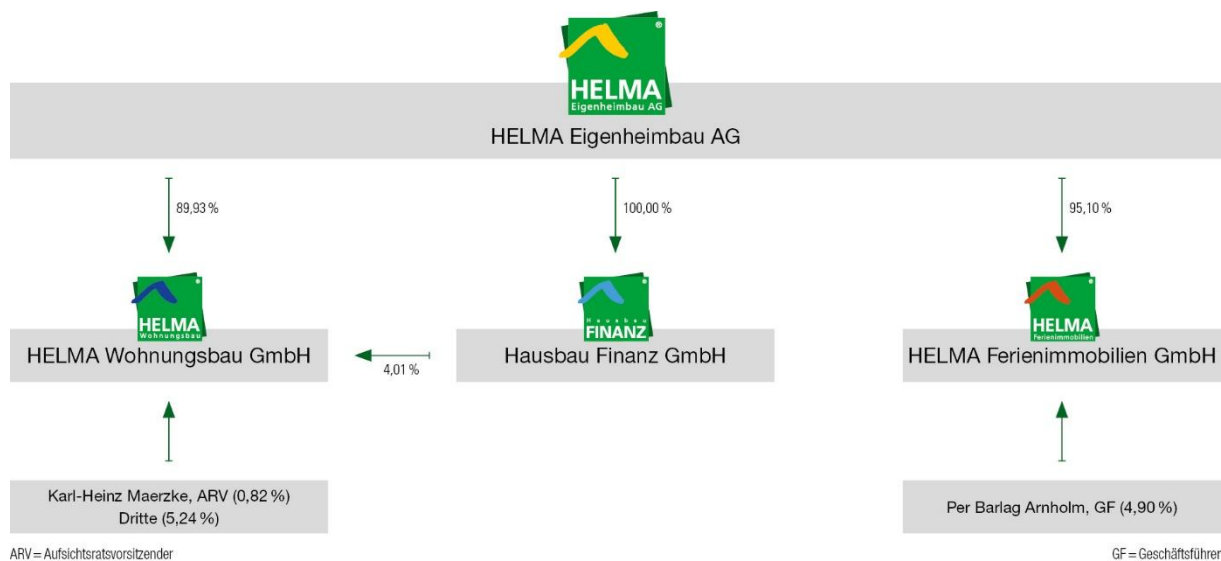 HELMA
Eigenheimbau AG
HELMA Eigenheimbau AG
89,93 %
100,00 %
95,10 %
HELMA
Wohnungsbau
Hausbau
FINANZ
HELMA
Ferienimmobilien
HELMA Wohnungsbau GmbH
4,01 %
Hausbau Finanz GmbH
HELMA Ferienimmobilien GmbH
Karl-Heinz Maerzke, ARV (0,82 %)
Dritte (5,24 %)
Per Barlag Arnholm, GF (4,90 %)
ARV = Aufsichtsratsvorsitzender
GF = Geschäftsführer